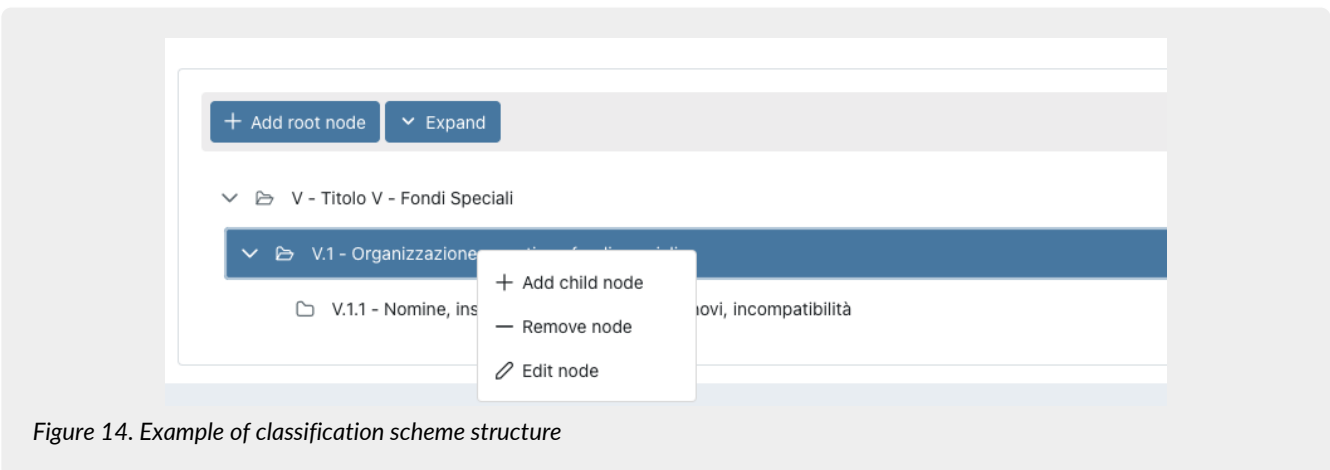 Add root node Expand
V - Titolo V - Fondi Speciali
V.1 - Organizzazione
Add child node
V.1.1 - Nomine, ins ovi, incompatibilità
Remove node
Edit node
Figure 14. Example of classification scheme structure